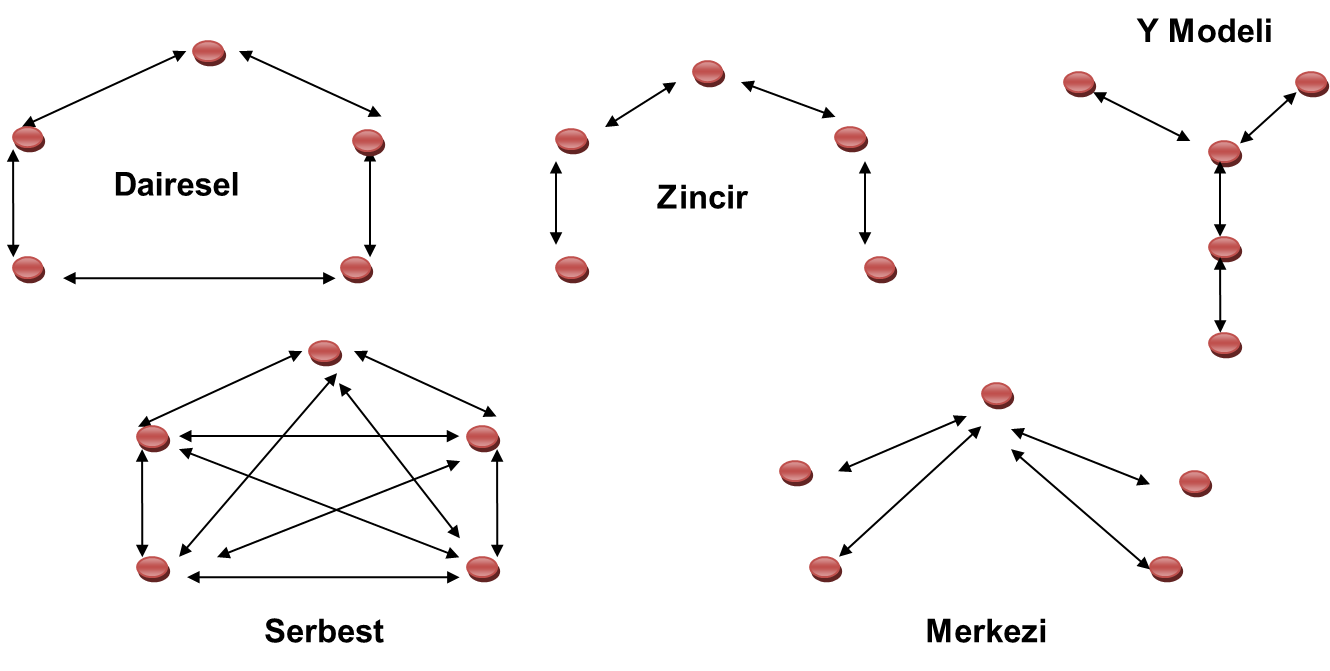 Y Modeli
Dairesel
Zincir
Serbest
Merkezi